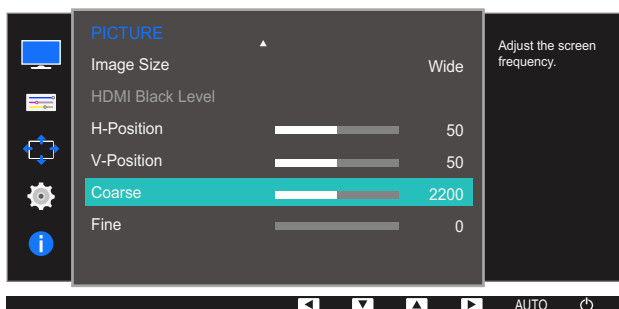 PICTURE
Image Size Wide
HDMI Black Level
H-Position 50
V-Position 50
Coarse 2200
Fine 0
Adjust the screen
frequency.
AUTO